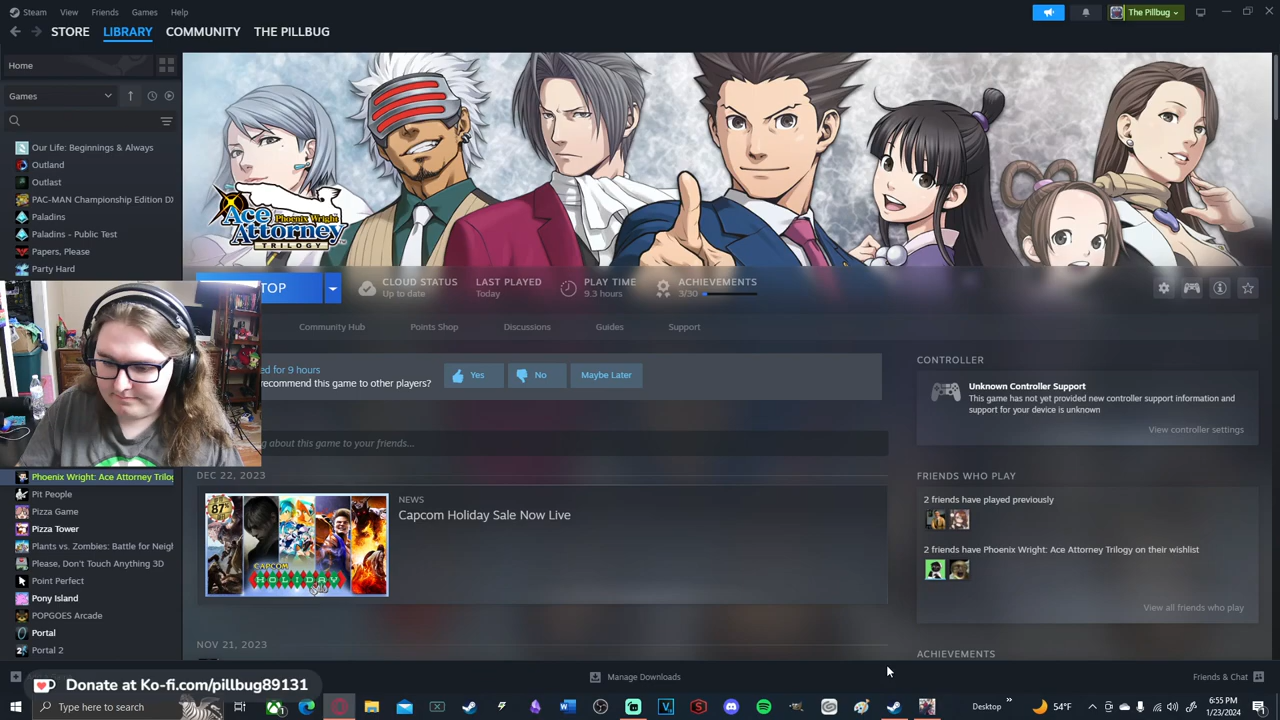 Steam View Friends Games Help
The Pillbug
STORE LIBRARY COMMUNITY THE PILLBUG
Home
Games
Our Life: Beginnings & Always
Outland
Outlast
PAC-MAN Championship Edition DX
Paladins
Paladins - Public Test
Papers, Please
Party Hard
Phoenix Wright: Ace Attorney Trilog
Pit People
Pizza Game
Pizza Tower
Plants vs. Zombies: Battle for Neigh
Please, Don't Touch Anything 3D
Point Perfect
Pony Island
POPGOES Arcade
Portal
Portal 2
Phoenix Wright
Ace Attorney
TRILOGY
TOP
CLOUD STATUS
Up to date
LAST PLAYED
Today
PLAY TIME
9.3 hours
ACHIEVEMENTS
3/30
Community Hub Points Shop Discussions Guides Support
ed for 9 hours
recommend this game to other players?
Yes No Maybe Later
g about this game to your friends...
DEC 22, 2023
87%
CAPCOM
HOLIDAY
NEWS
Capcom Holiday Sale Now Live
NOV 21, 2023
CONTROLLER
Unknown Controller Support
This game has not yet provided new controller support information and
support for your device is unknown
View controller settings
FRIENDS WHO PLAY
2 friends have played previously
2 friends have Phoenix Wright: Ace Attorney Trilogy on their wishlist
View all friends who play
ACHIEVEMENTS
Manage Downloads
Friends & Chat
Donate at Ko-fi.com/pillbug89131
Type here to search
Desktop
54°F
6:55 PM
1/23/2024